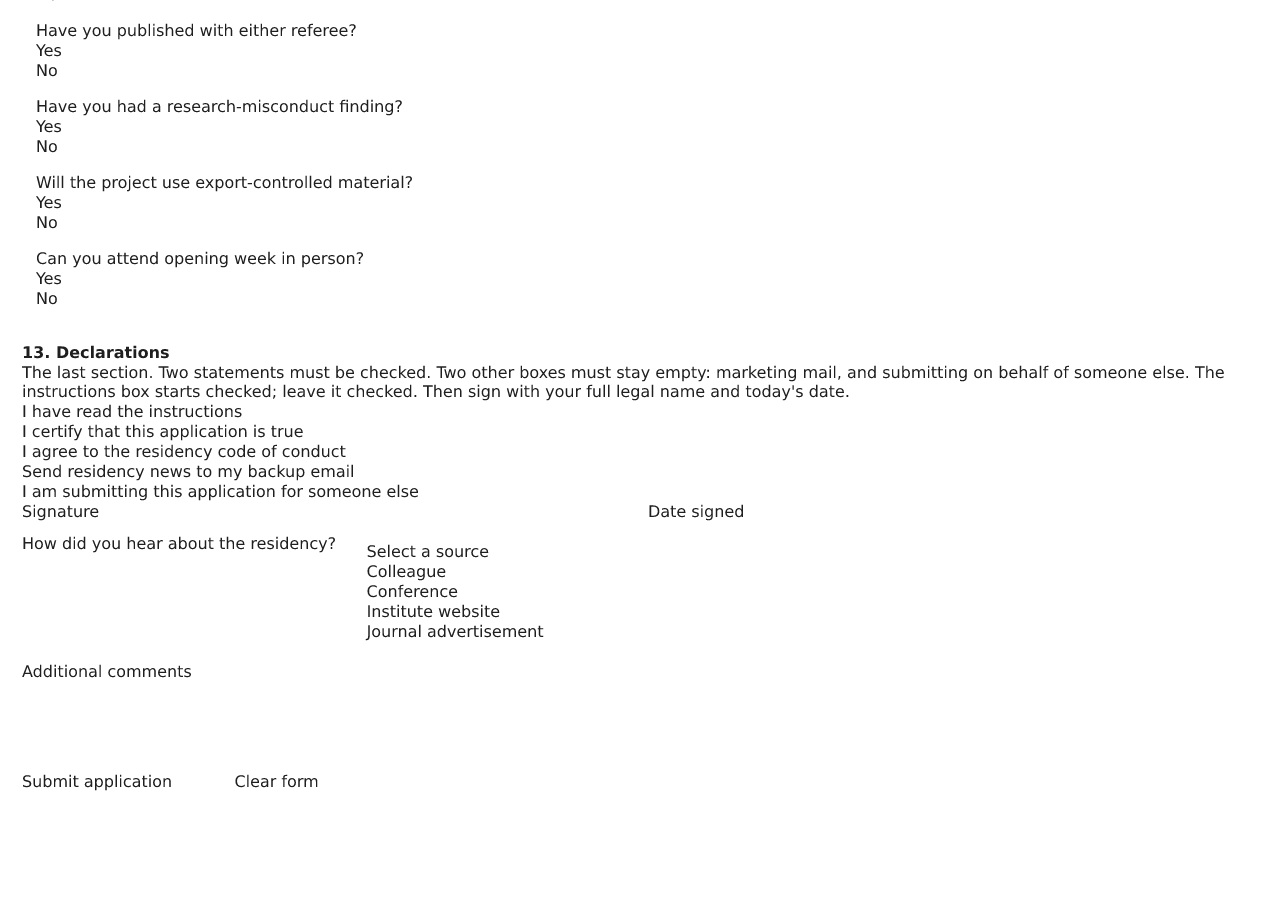 Have you published with either referee?
Yes
No
Have you had a research-misconduct finding?
Yes
No
Will the project use export-controlled material?
Yes
No
Can you attend opening week in person?
Yes
No
13. Declarations
The last section. Two statements must be checked. Two other boxes must stay empty: marketing mail, and submitting on behalf of someone else. The
instructions box starts checked; leave it checked. Then sign with your full legal name and today's date.
I have read the instructions
I certify that this application is true
I agree to the residency code of conduct
Send residency news to my backup email
I am submitting this application for someone else
Signature Date signed
How did you hear about the residency?
Select a source
Colleague
Conference
Institute website
Journal advertisement
Additional comments
Submit application Clear form